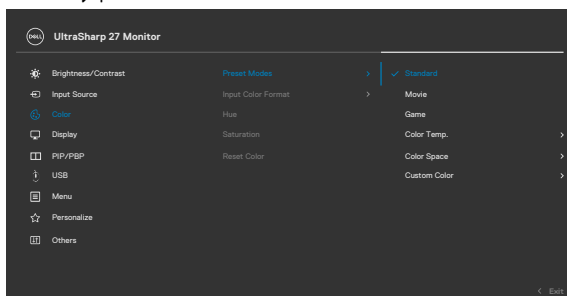 DELL UltraSharp 27 Monitor
Brightness/Contrast Preset Modes > ✓ Standard
Input Source Input Color Format > Movie
Color Hue Game
Display Saturation Color Temp. >
PIP/PBP Reset Color Color Space >
USB Custom Color >
Menu
Personalize
Others
< Exit